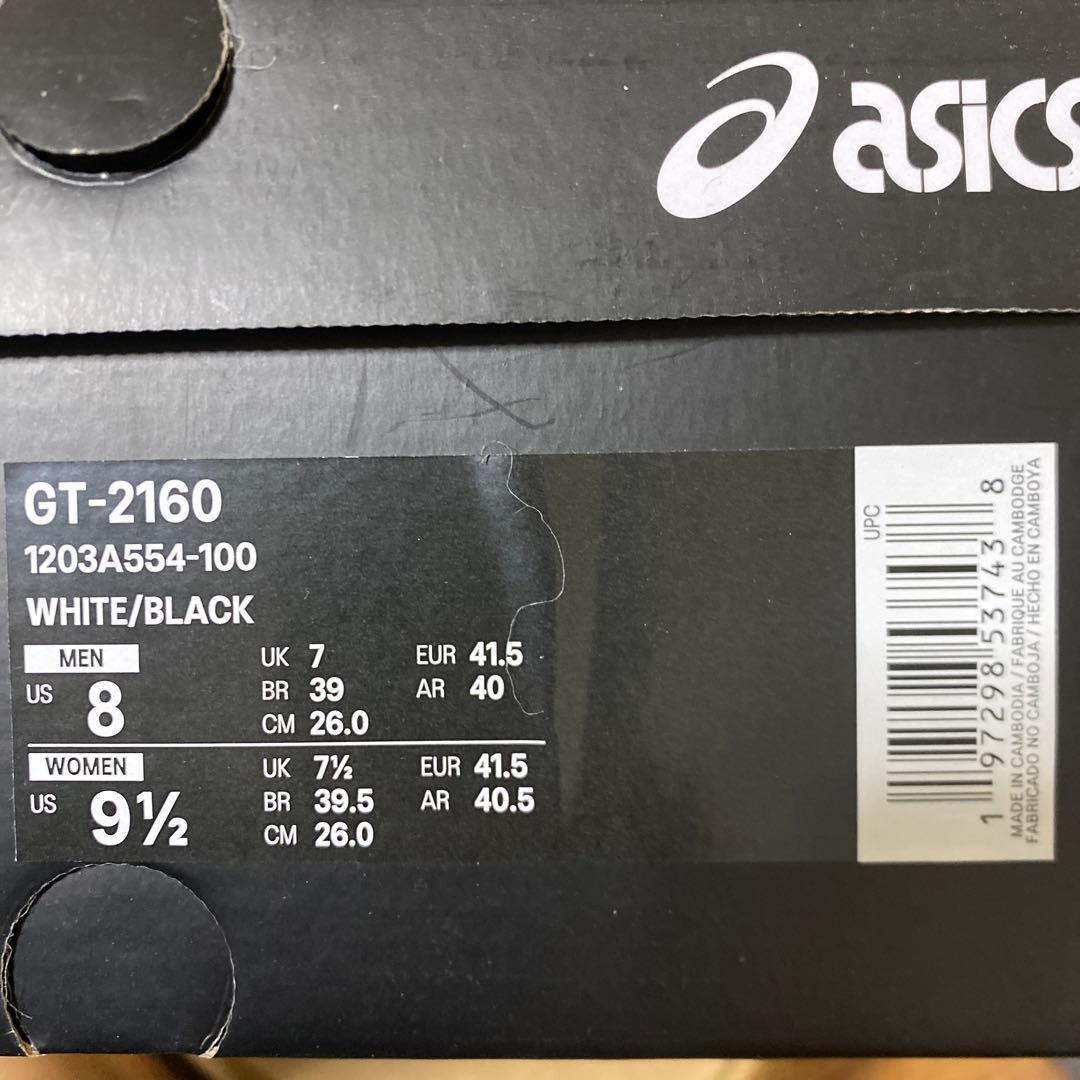 asics
GT-2160
1203A554-100
WHITE/BLACK
MEN
US 8
UK 7
BR 39
CM 26.0
EUR 41.5
AR 40
WOMEN
US 9½
UK 7½
BR 39.5
CM 26.0
EUR 41.5
AR 40.5
UPC
1 97298 53743 8
MADE IN CAMBODIA / FABRIQUE AU CAMBODGE
FABRICADO NO CAMBOJA / HECHO EN CAMBOYA